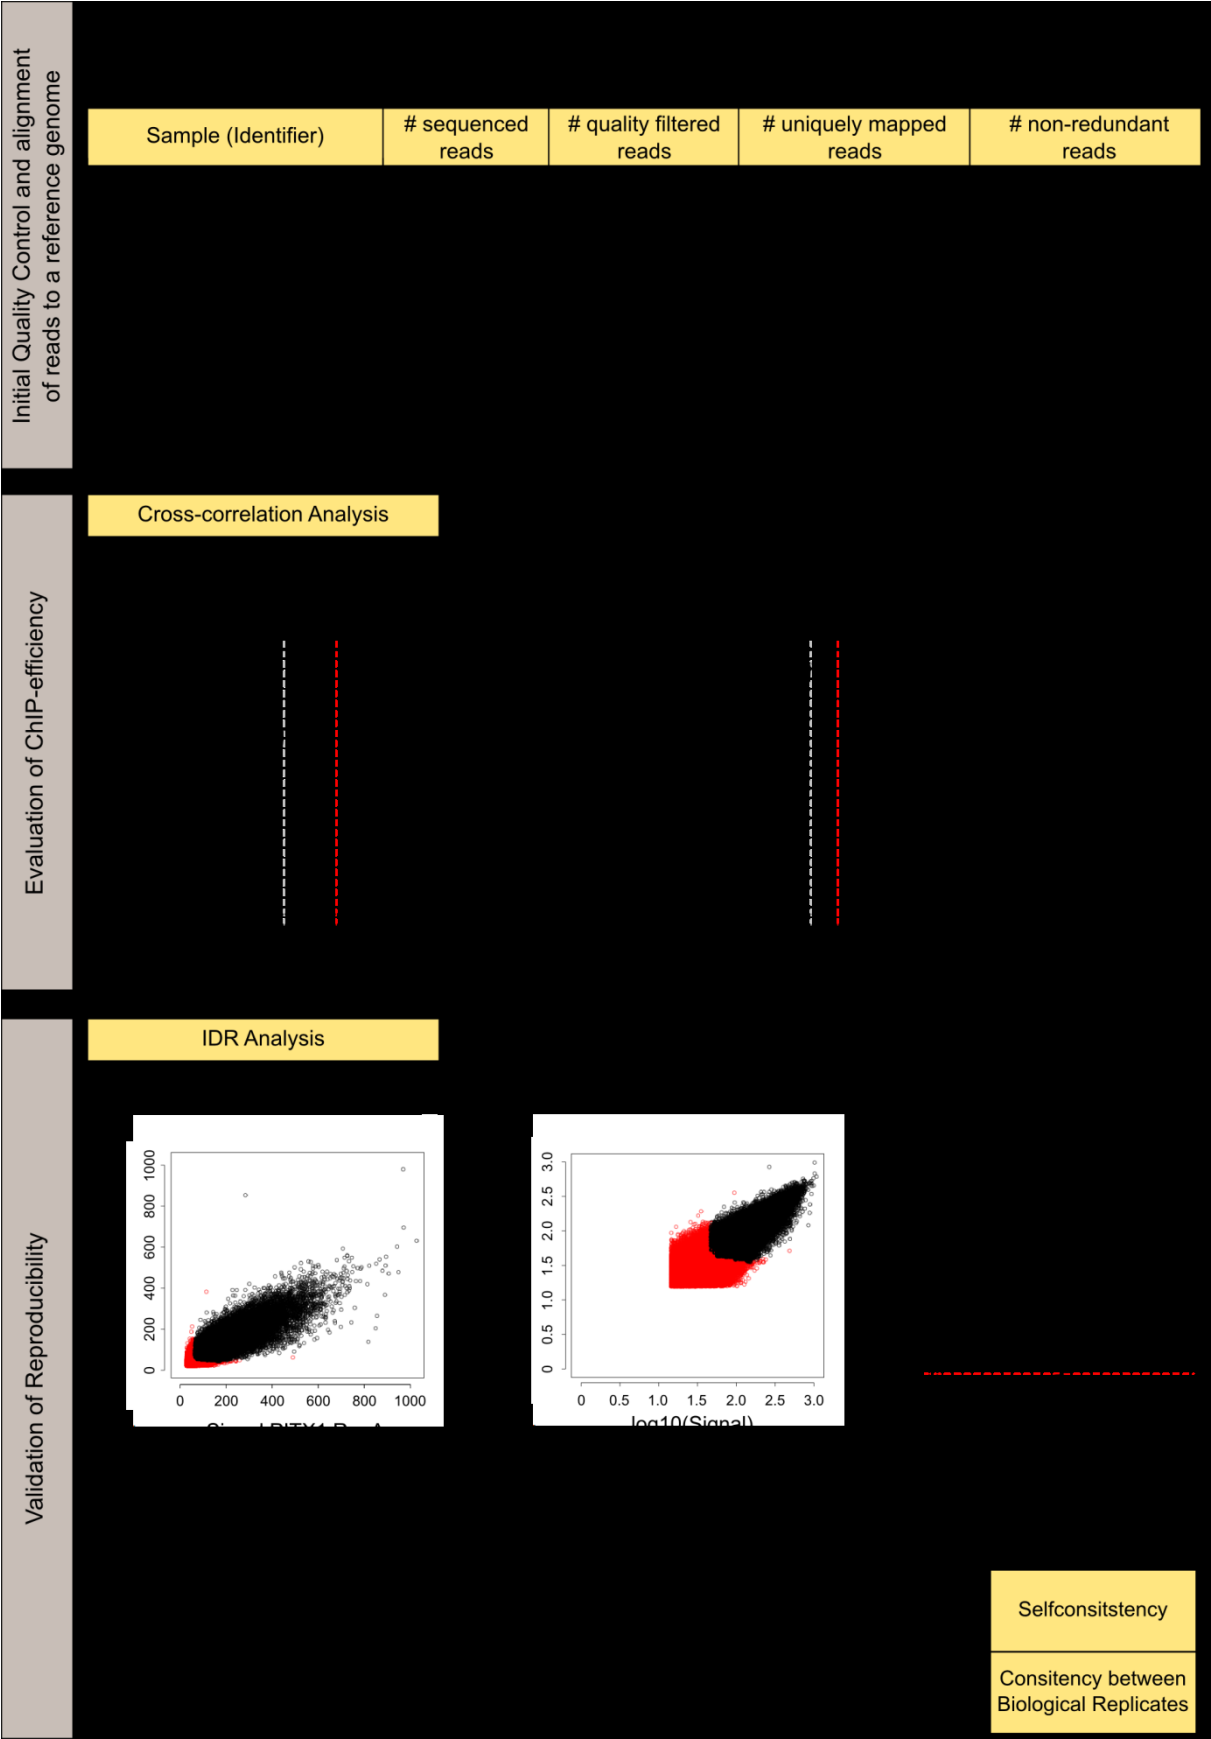 Initial Quality Control and alignment
of reads to a reference genome
Sample (Identifier)
# sequenced
reads
# quality filtered
reads
# uniquely mapped
reads
# non-redundant
reads
Evaluation of ChIP-efficiency
Cross-correlation Analysis
Validation of Reproducibility
IDR Analysis
1000
800
600
400
200
0
0 200 400 600 800 1000
3.0
2.5
2.0
1.5
1.0
0.5
0
0 0.5 1.0 1.5 2.0 2.5 3.0
log10(Signal)
Selfconsitstency
Consitency between
Biological Replicates